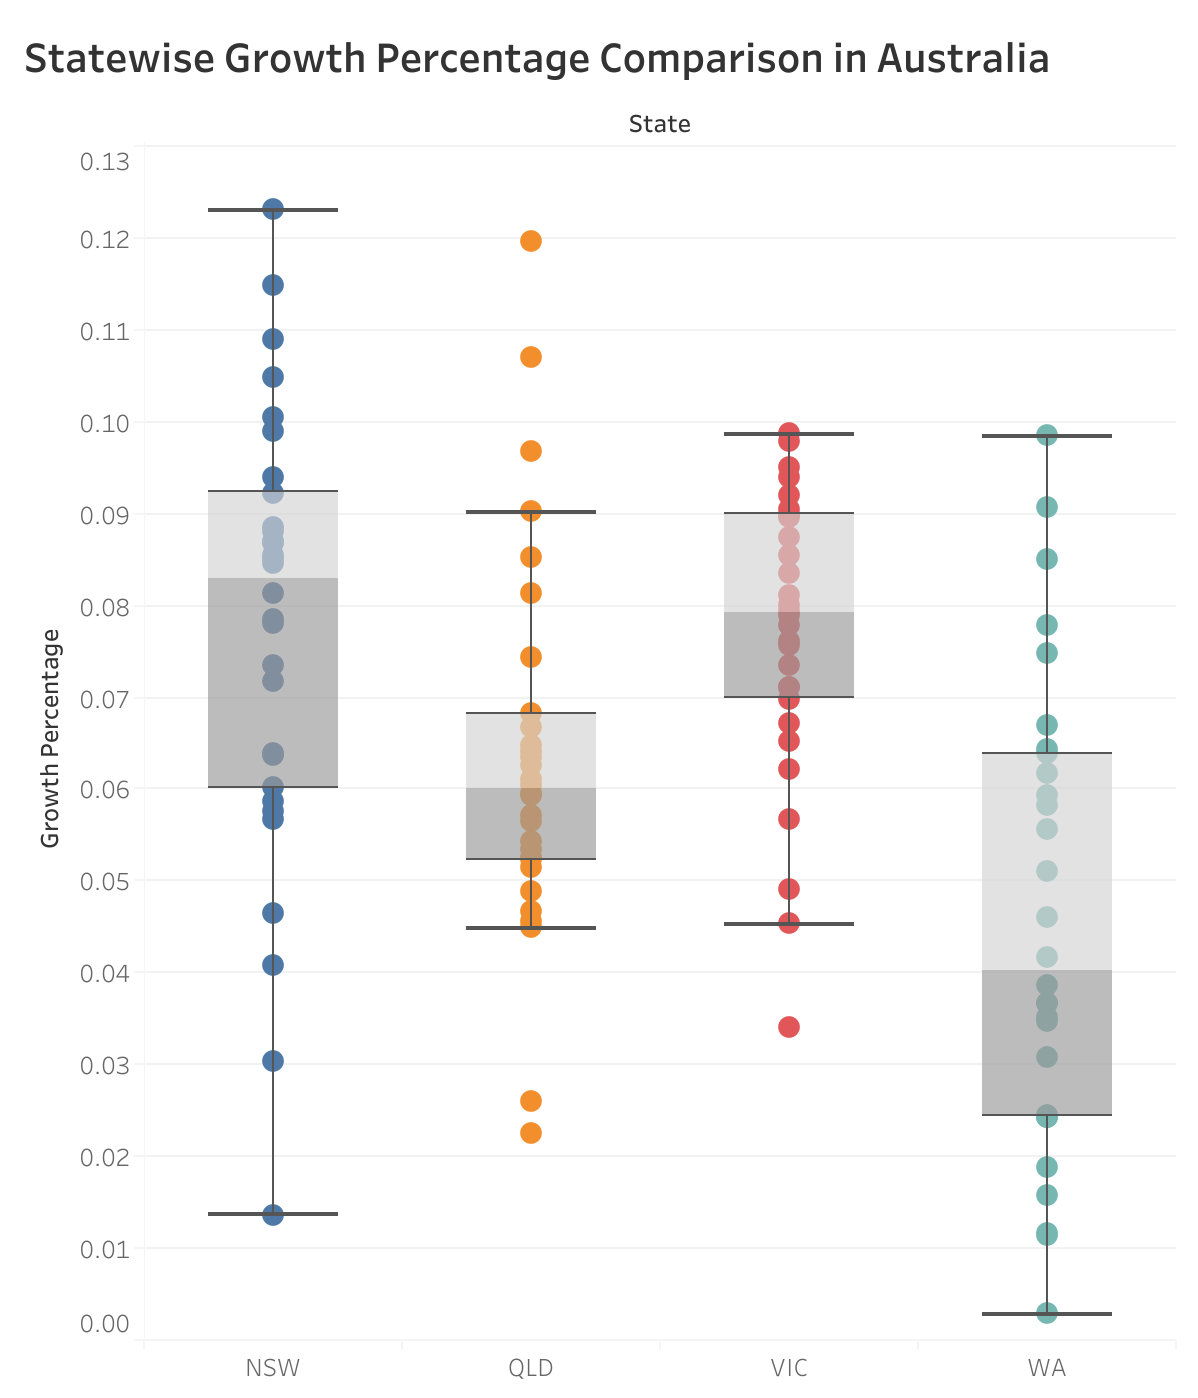 Statewise Growth Percentage Comparison in Australia
State
0.13
0.12
0.11
0.10
0.09
0.08
0.07
0.06
0.05
0.04
0.03
0.02
0.01
0.00
Growth Percentage
NSW
QLD
VIC
WA